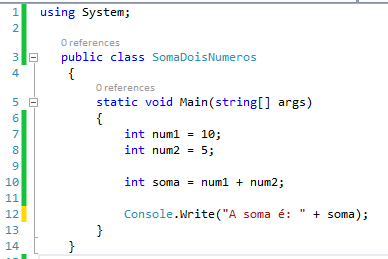 1 using System;
2
0 references
3 public class SomaDoisNumeros
4 {
0 references
5 static void Main(string[] args)
6 {
7 int num1 = 10;
8 int num2 = 5;
9
10 int soma = num1 + num2;
11
12 Console.Write("A soma é: " + soma);
13 }
14 }